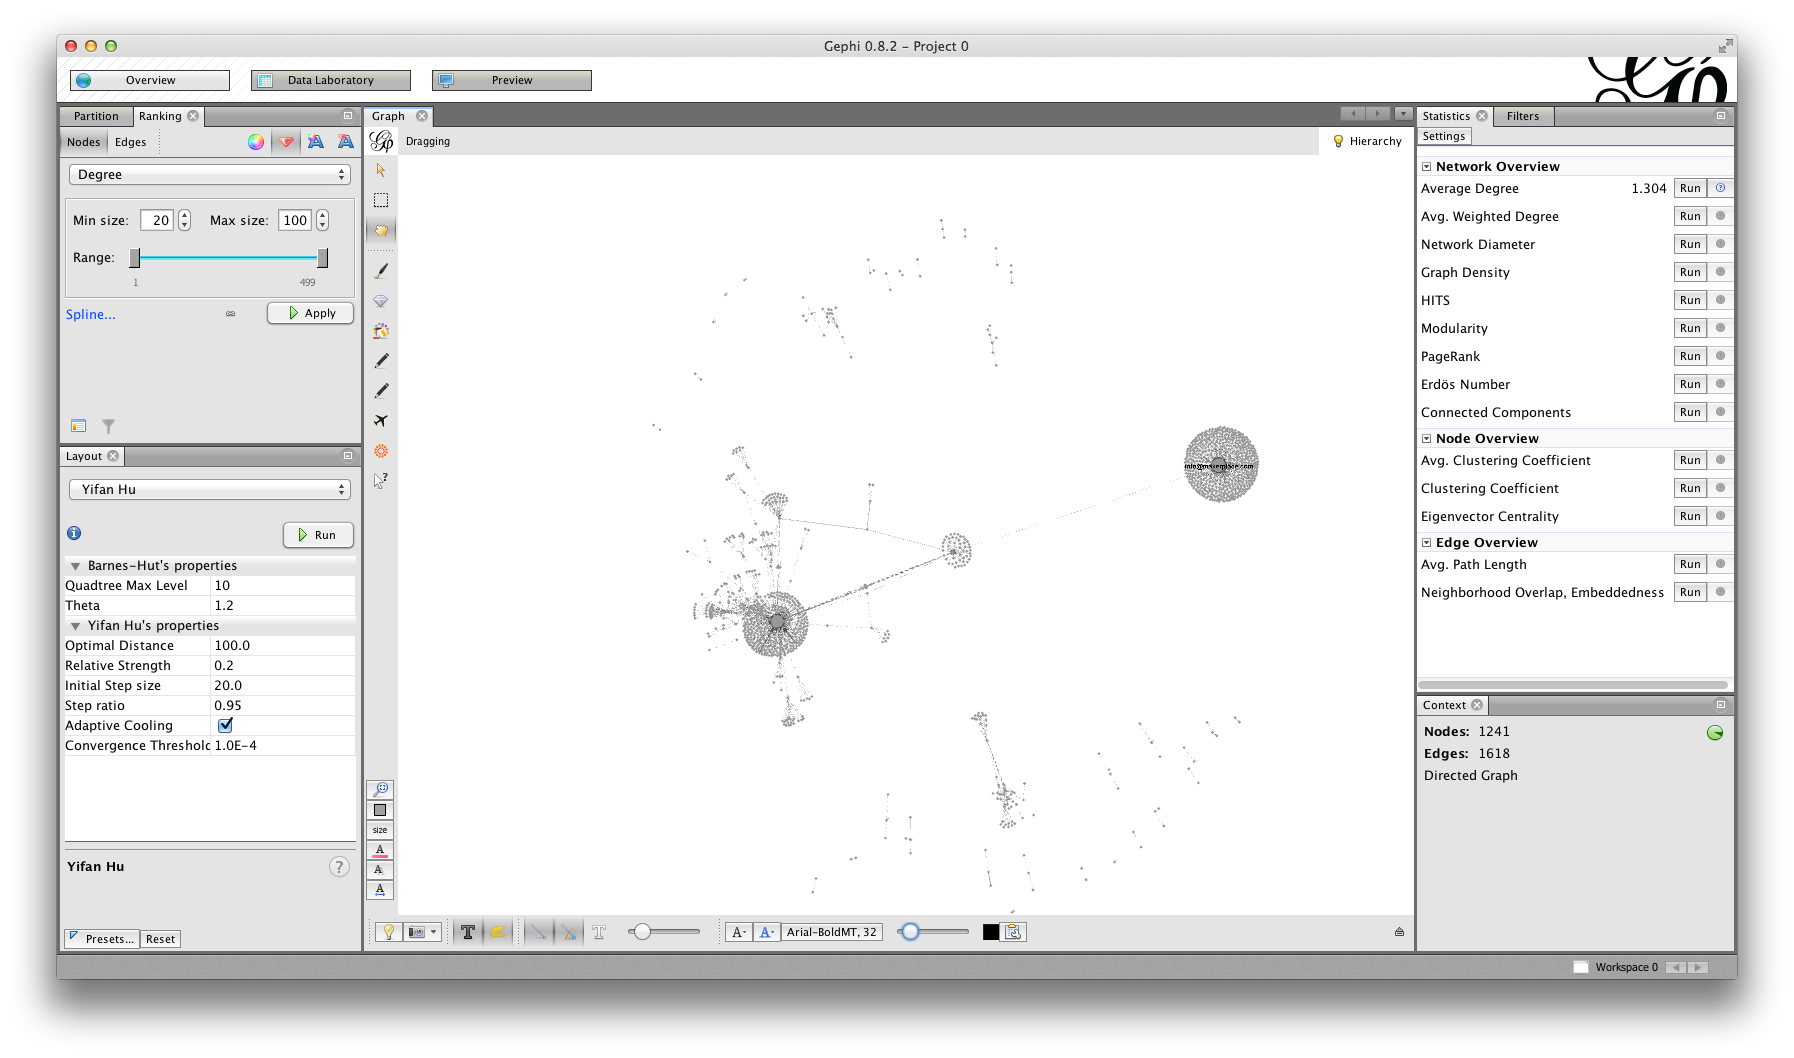 Gephi 0.8.2 – Project 0
Overview
Data Laboratory
Preview
Partition
Ranking
Nodes
Edges
Degree
Min size: 20
Max size: 100
Range:
1
499
Spline...
Apply
Layout
Yifan Hu
Run
Barnes-Hut's properties
Quadtree Max Level 10
Theta 1.2
Yifan Hu's properties
Optimal Distance 100.0
Relative Strength 0.2
Initial Step size 20.0
Step ratio 0.95
Adaptive Cooling
Convergence Threshold 1.0E-4
Yifan Hu
?
Presets...
Reset
Graph
Dragging
Hierarchy
info@makerplace.com
size
A
A
A
T
T
A
A
Arial-BoldMT, 32
Statistics
Filters
Settings
Network Overview
Average Degree 1.304 Run
Avg. Weighted Degree Run
Network Diameter Run
Graph Density Run
HITS Run
Modularity Run
PageRank Run
Erdös Number Run
Connected Components Run
Node Overview
Avg. Clustering Coefficient Run
Clustering Coefficient Run
Eigenvector Centrality Run
Edge Overview
Avg. Path Length Run
Neighborhood Overlap, Embeddedness Run
Context
Nodes: 1241
Edges: 1618
Directed Graph
Workspace 0